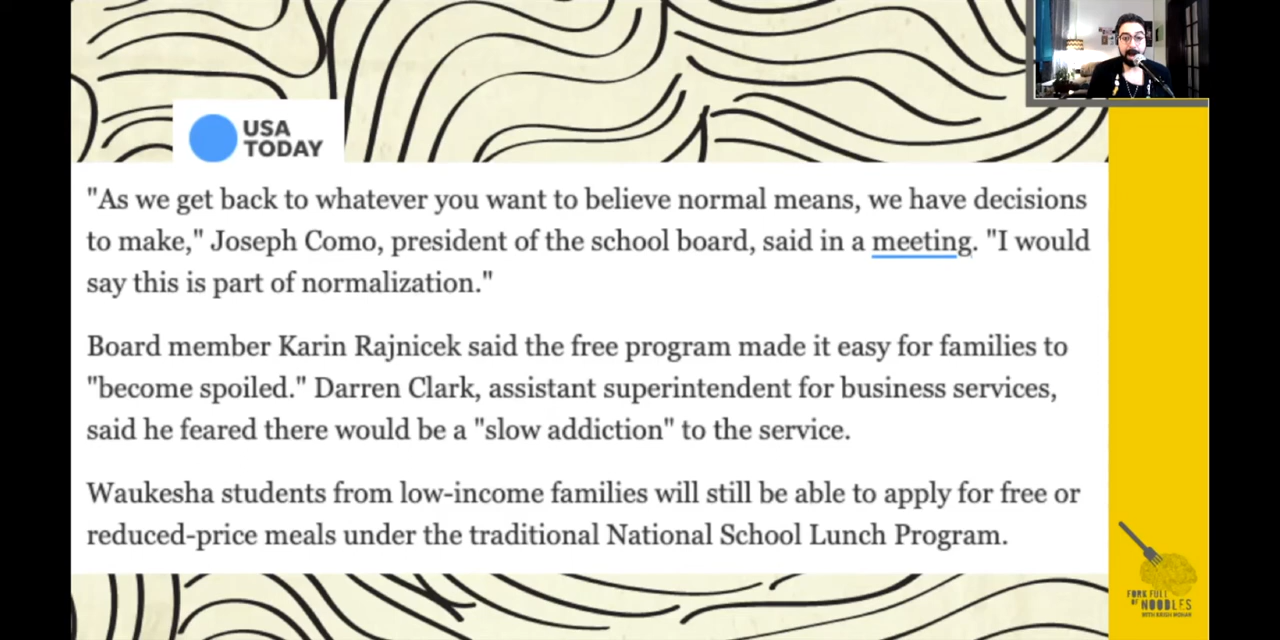 USA
TODAY
"As we get back to whatever you want to believe normal means, we have decisions
to make," Joseph Como, president of the school board, said in a meeting. "I would
say this is part of normalization."
Board member Karin Rajnicek said the free program made it easy for families to
"become spoiled." Darren Clark, assistant superintendent for business services,
said he feared there would be a "slow addiction" to the service.
Waukesha students from low-income families will still be able to apply for free or
reduced-price meals under the traditional National School Lunch Program.
FORK FULL
OF NOODLES
WITH KRISH MOHAN